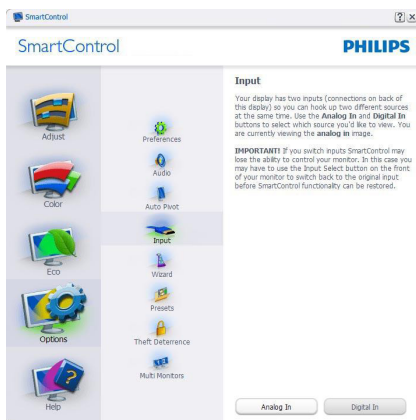 SmartControl
SmartControl
PHILIPS
Adjust
Color
Eco
Options
Help
Preferences
Audio
Auto Pivot
Input
Wizard
Presets
Theft Deterrence
Multi Monitors
Input
Your display has two inputs (connections on back of
this display) so you can hook up two different sources
at the same time. Use the Analog In and Digital In
buttons to select which source you'd like to view. You
are currently viewing the analog in image.
IMPORTANT! If you switch inputs SmartControl may
lose the ability to control your monitor. In this case you
may have to use the Input Select button on the front
of your monitor to switch back to the original input
before SmartControl functionality can be restored.
Analog In
Digital In